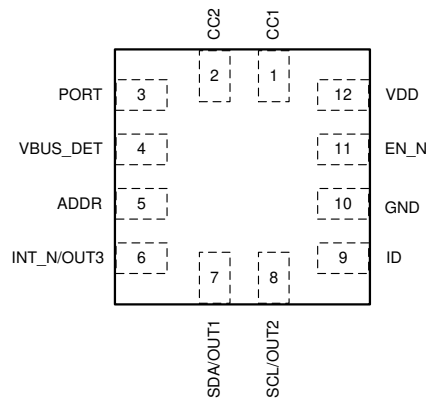 CC2
CC1
2
1
PORT
3
12
VDD
VBUS_DET
4
11
EN_N
ADDR
5
10
GND
INT_N/OUT3
6
9
ID
7
8
SDA/OUT1
SCL/OUT2